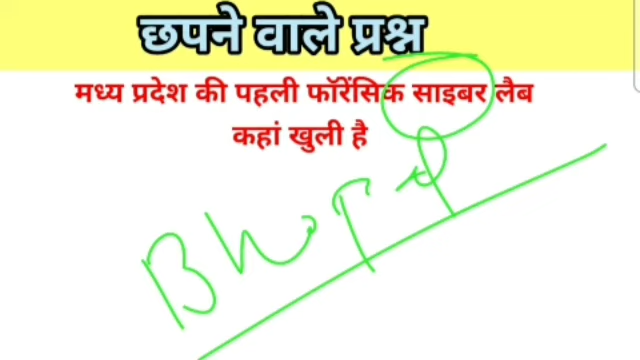 छपने वाले प्रश्न
मध्य प्रदेश की पहली फॉरेंसिक साइबर लैब
कहां खुली है
Bhopal